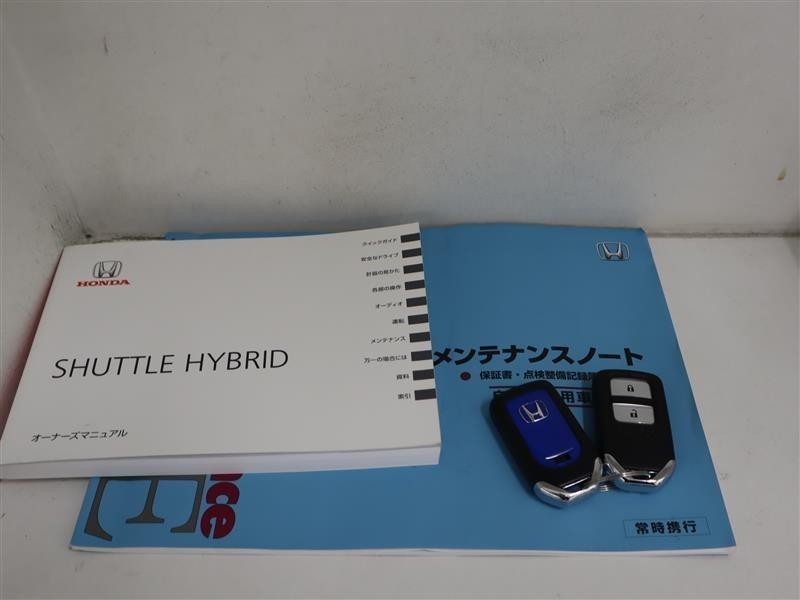 HONDA
SHUTTLE HYBRID
オーナーズマニュアル
クイックガイド
安全なドライブ
計器の見かた
各部の操作
オーディオ
運転
メンテナンス
万一の場合には
資料
索引
メンテナンスノート
● 保証書・点検整備記録
用車
常時携行
nce